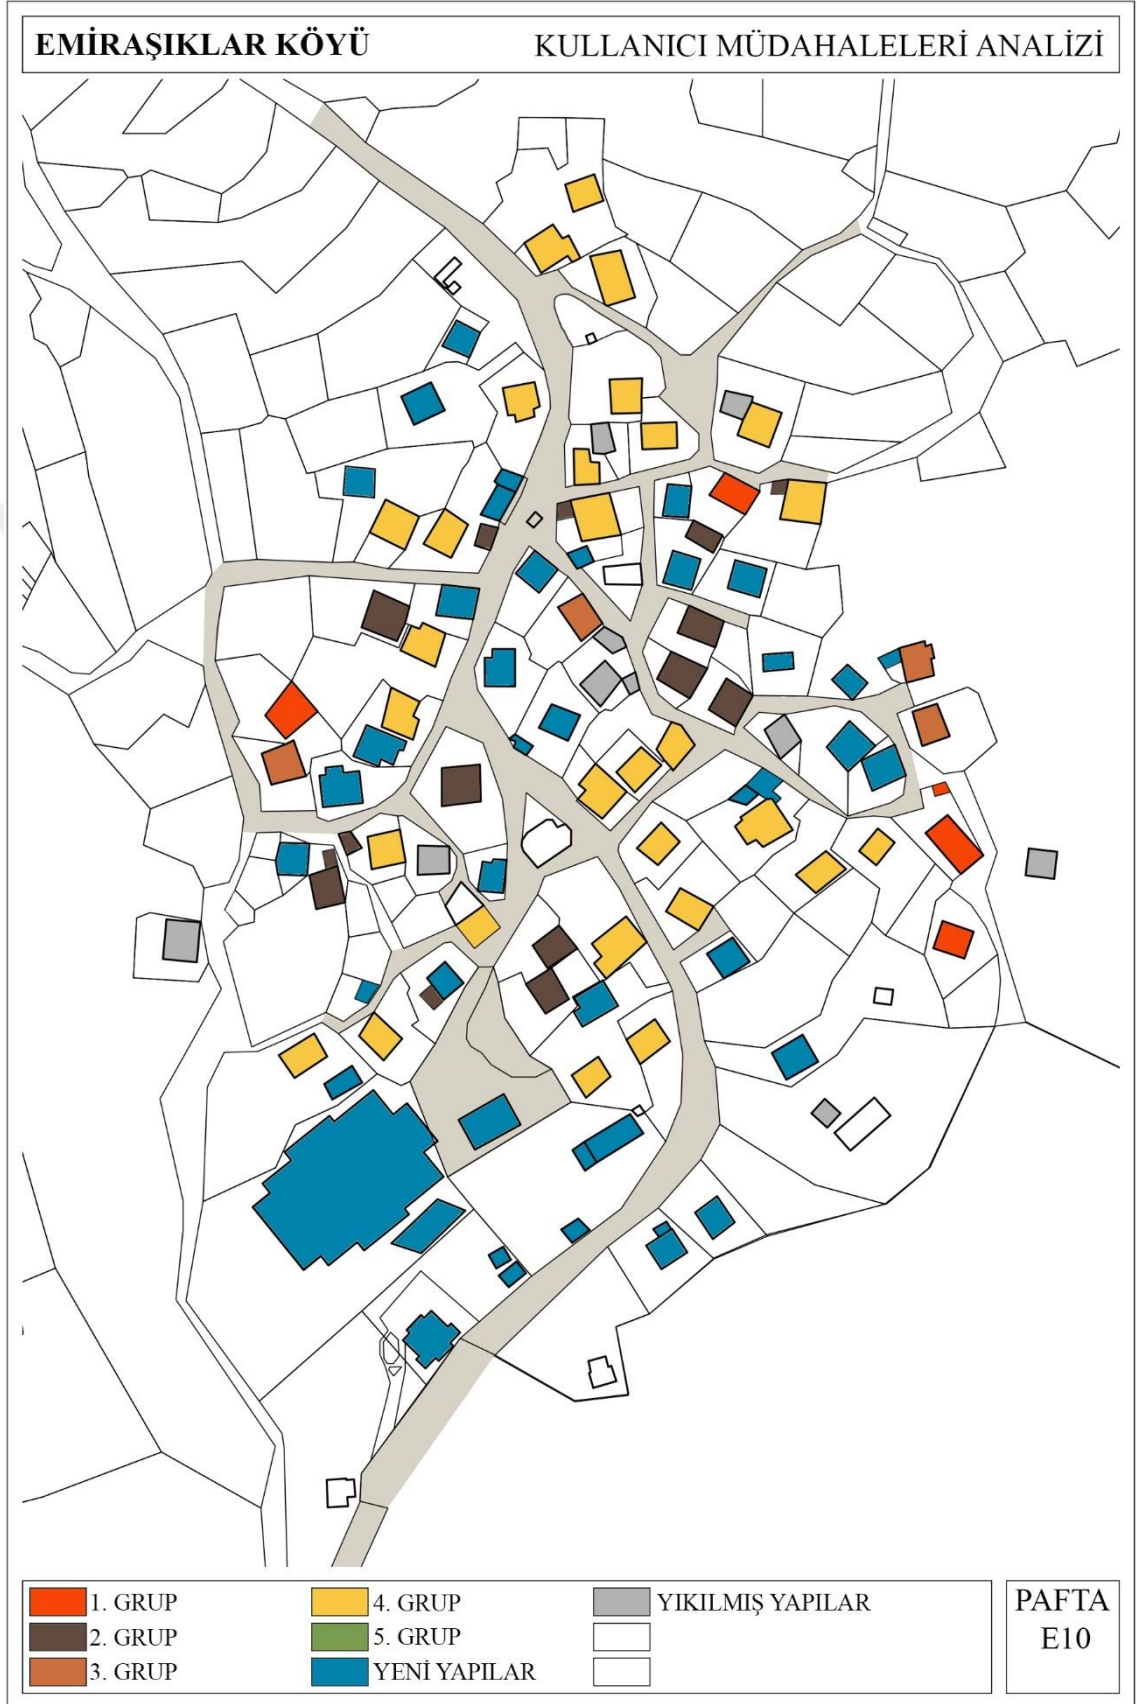 EMİRAŞIKLAR KÖYÜ
KULLANICI MÜDAHALELERİ ANALİZİ
1. GRUP
2. GRUP
3. GRUP
4. GRUP
5. GRUP
YENİ YAPILAR
YIKILMIŞ YAPILAR
PAFTA
E10